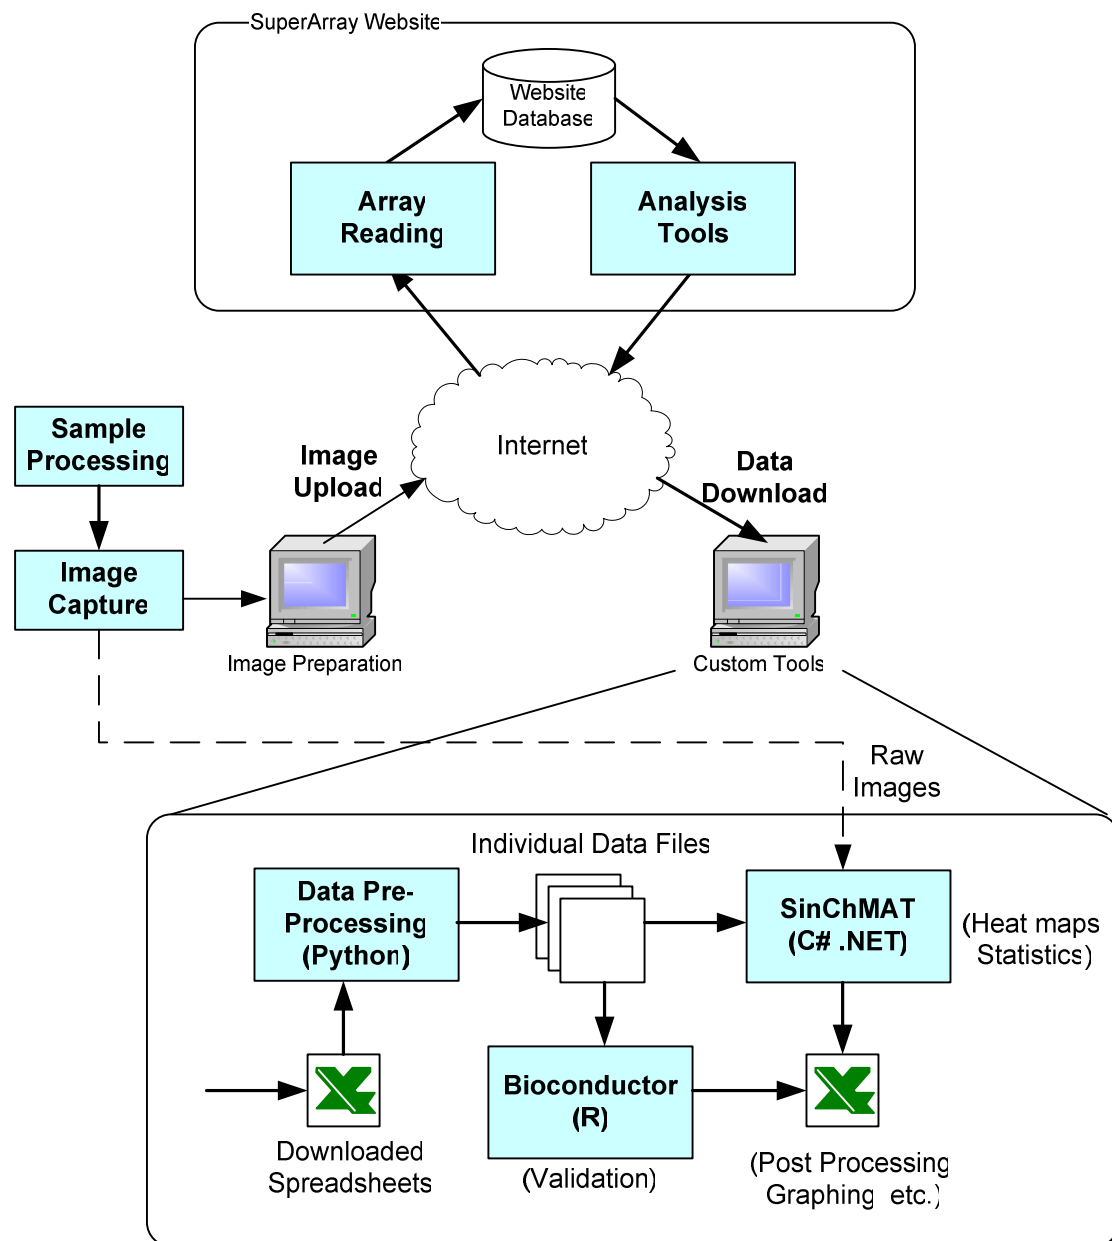 SuperArray Website
Website
Database
Array
Reading
Analysis
Tools
Internet
Sample
Processing
Image
Upload
Data
Download
Image
Capture
Image Preparation
Custom Tools
Raw
Images
Individual Data Files
Data Pre-
Processing
(Python)
SinChMAT
(C# .NET)
(Heat maps
Statistics)
Bioconductor
(R)
Downloaded
Spreadsheets
(Validation)
(Post Processing
Graphing etc.)